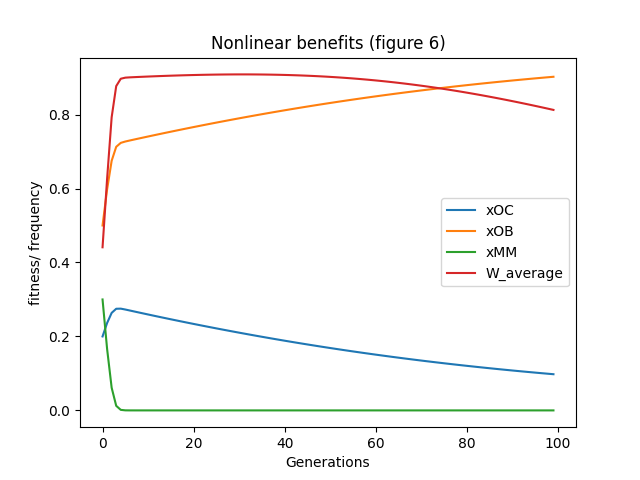 Nonlinear benefits (figure 6)
fitness/ frequency
0.8
0.6
0.4
0.2
0.0
xOC
xOB
xMM
W_average
0 20 40 60 80 100
Generations